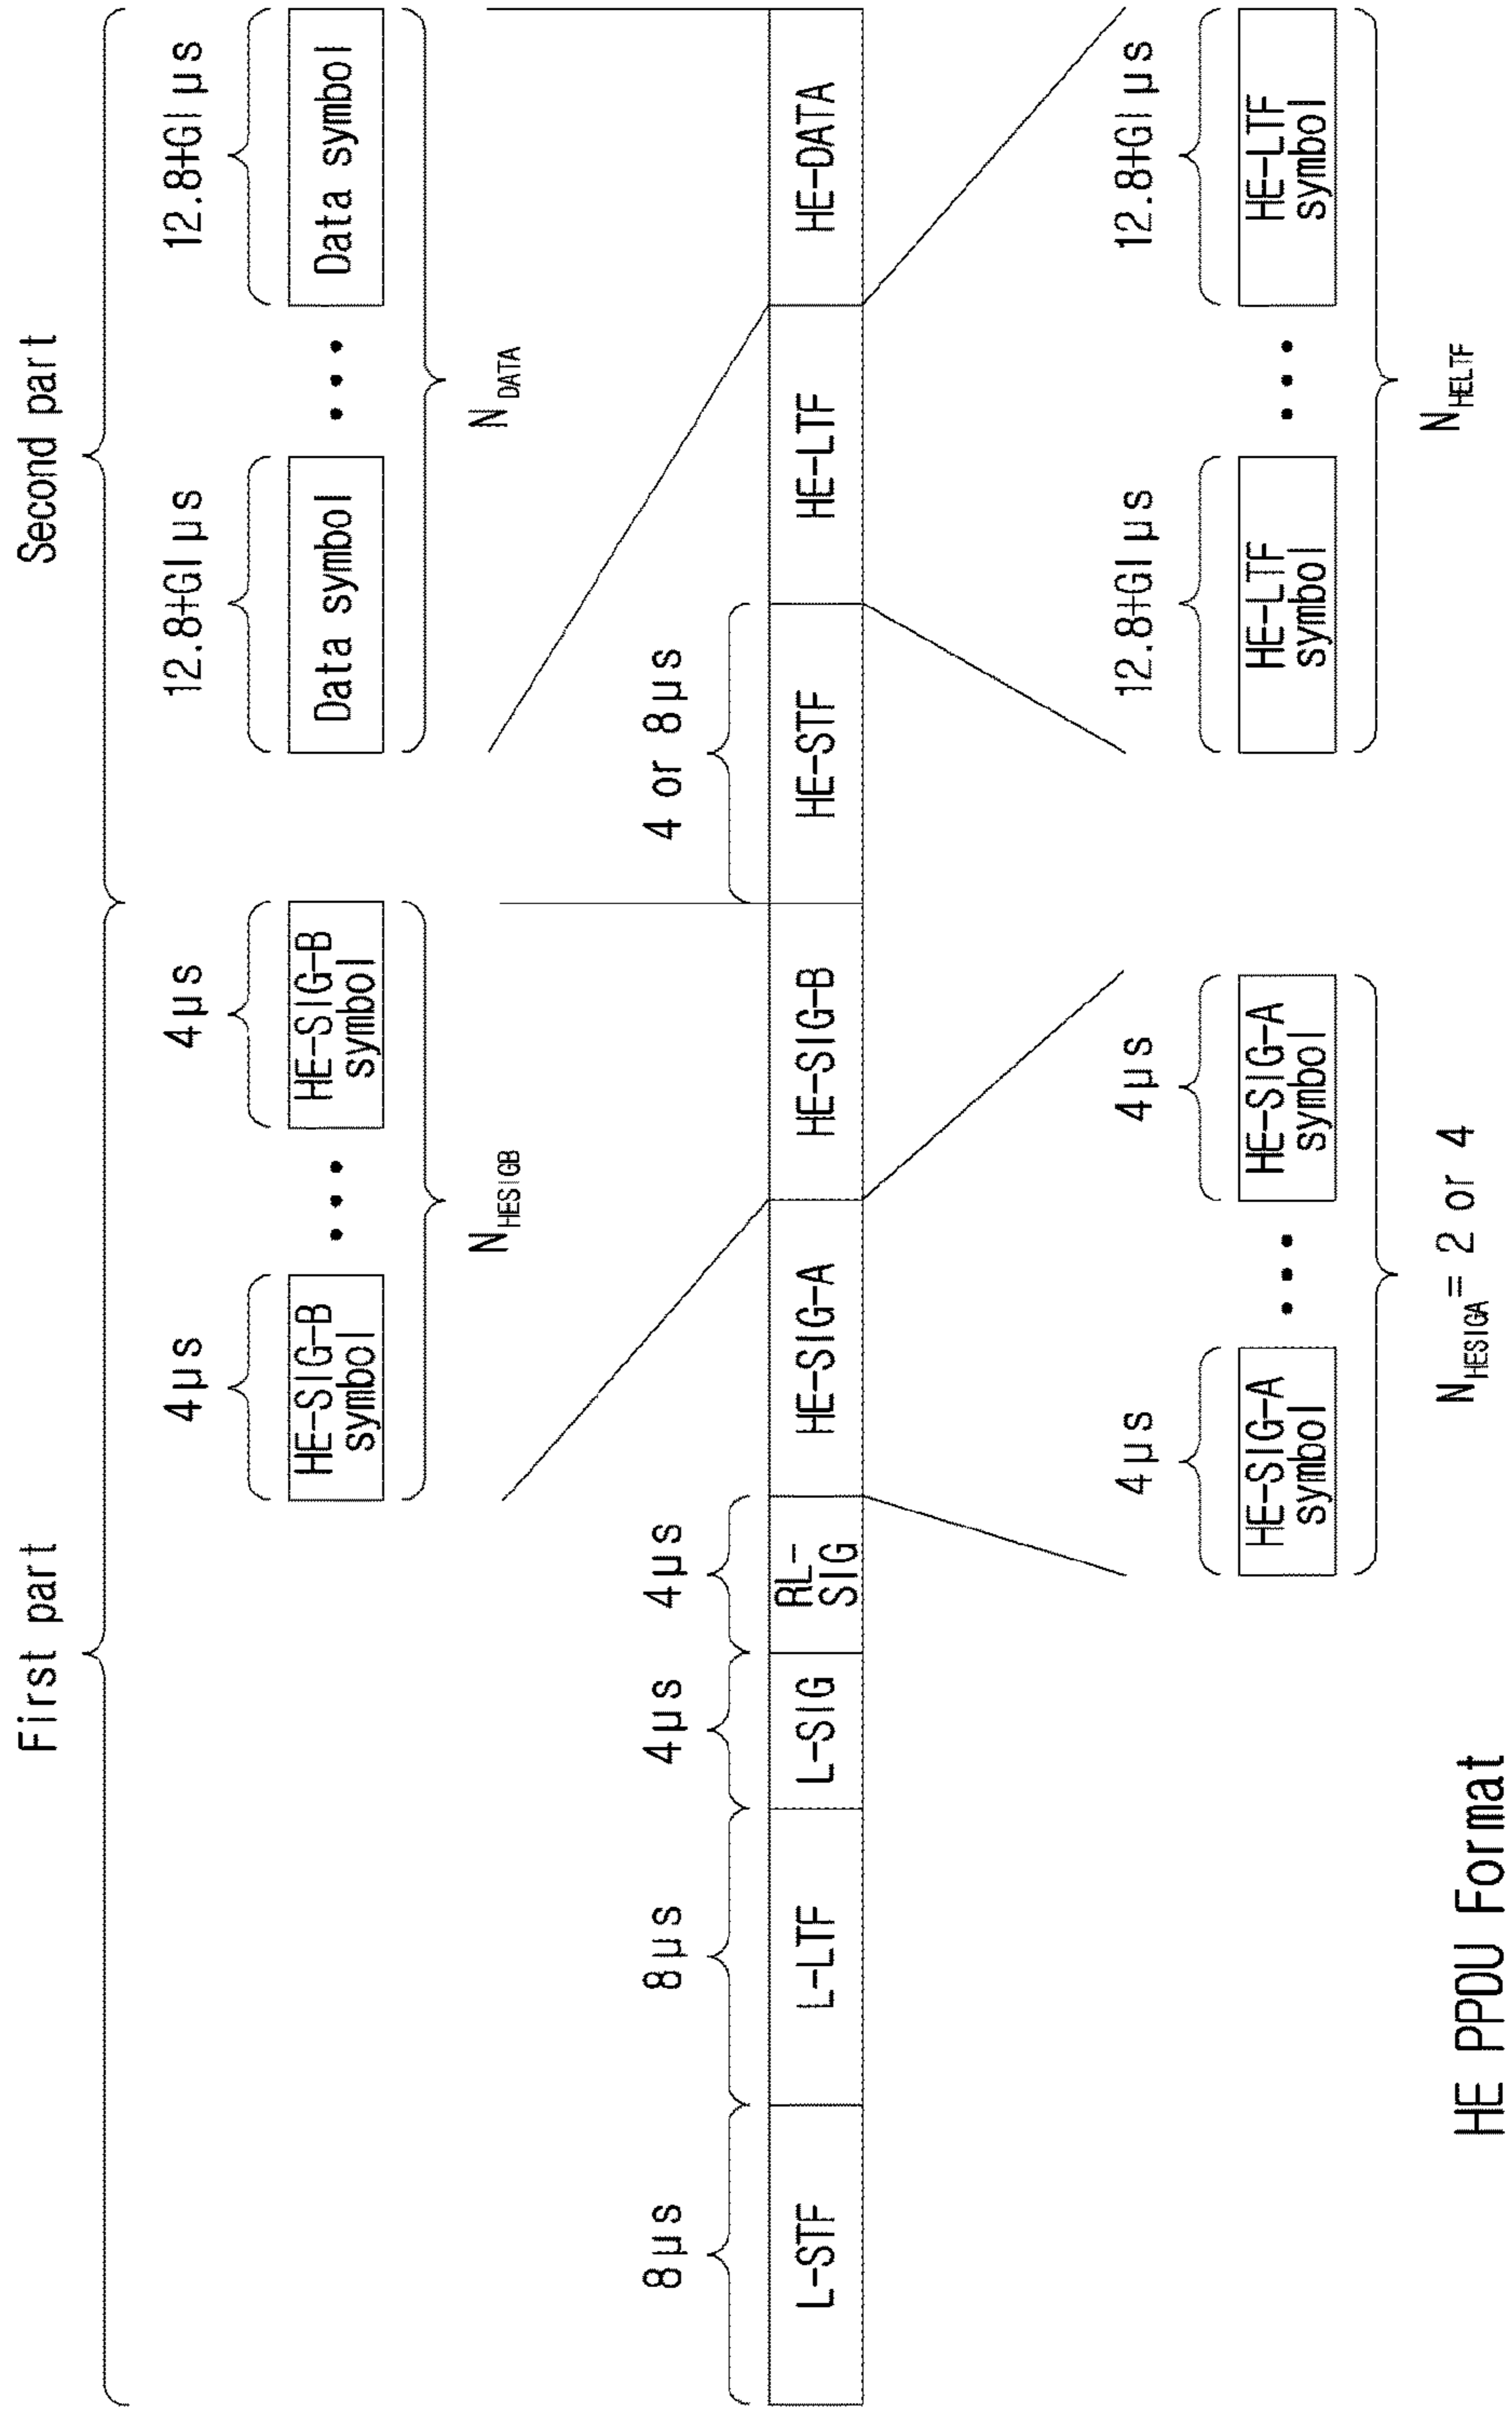 First part
Second part
4μs
4μs
12.8+GI μs
12.8+GI μs
HE-SIG-B
symbol
HE-SIG-B
symbol
Data symbol
Data symbol
N_HESIGB
N_DATA
8μs
8μs
4μs
4μs
4 or 8μs
L-STF
L-LTF
L-SIG
RL-
SIG
HE-SIG-A
HE-SIG-B
HE-STF
HE-LTF
HE-DATA
4μs
4μs
12.8+GI μs
12.8+GI μs
HE-SIG-A
symbol
HE-SIG-A
symbol
HE-LTF
symbol
HE-LTF
symbol
N_HESIGA = 2 or 4
N_HELTF
HE PPDU Format